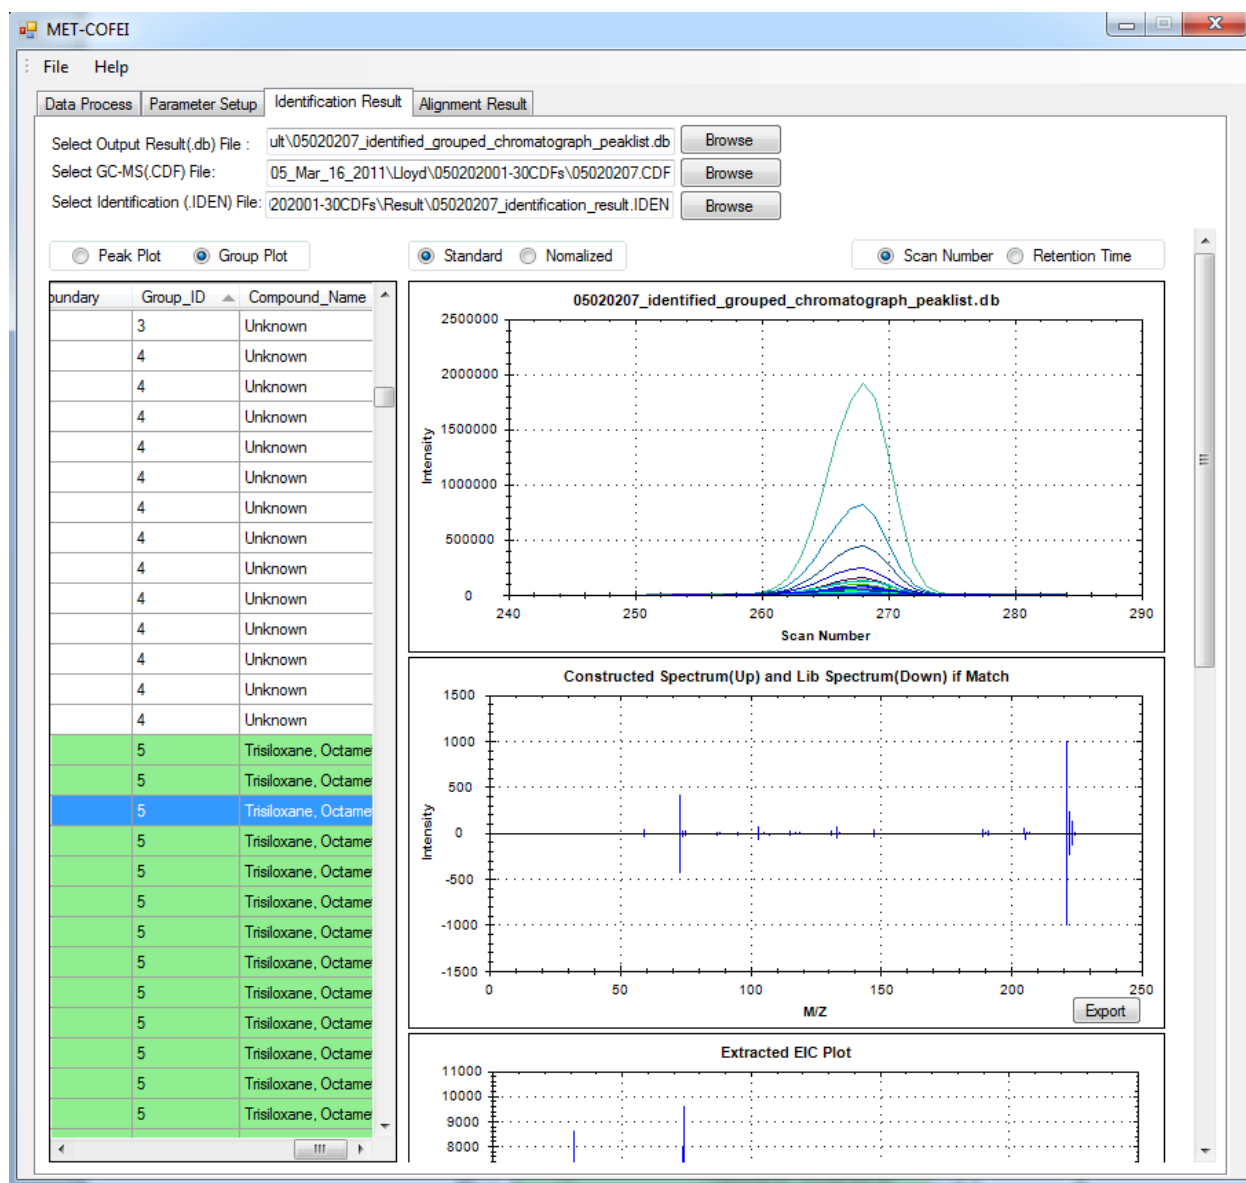 MET-COFEI
File Help
Data Process Parameter Setup Identification Result Alignment Result
Select Output Result(.db) File : ult\05020207_identified_grouped_chromatograph_peaklist.db Browse
Select GC-MS(.CDF) File: 05_Mar_16_2011\Lloyd\050202001-30CDFs\05020207.CDF Browse
Select Identification (.IDEN) File: 202001-30CDFs\Result\05020207_identification_result.IDEN Browse
Peak Plot Group Plot Standard Nomalized Scan Number Retention Time
oundary Group_ID Compound_Name
3 Unknown
4 Unknown
4 Unknown
4 Unknown
4 Unknown
4 Unknown
4 Unknown
4 Unknown
4 Unknown
4 Unknown
4 Unknown
4 Unknown
4 Unknown
4 Unknown
5 Trisiloxane, Octame
5 Trisiloxane, Octame
5 Trisiloxane, Octame
5 Trisiloxane, Octame
5 Trisiloxane, Octame
5 Trisiloxane, Octame
5 Trisiloxane, Octame
5 Trisiloxane, Octame
5 Trisiloxane, Octame
5 Trisiloxane, Octame
5 Trisiloxane, Octame
5 Trisiloxane, Octame
5 Trisiloxane, Octame
05020207_identified_grouped_chromatograph_peaklist.db
2500000
2000000
1500000
1000000
500000
0
Intensity
240 250 260 270 280 290
Scan Number
Constructed Spectrum(Up) and Lib Spectrum(Down) if Match
1500
1000
500
0
-500
-1000
-1500
Intensity
0 50 100 150 200 250
M/Z
Export
Extracted EIC Plot
11000
10000
9000
8000